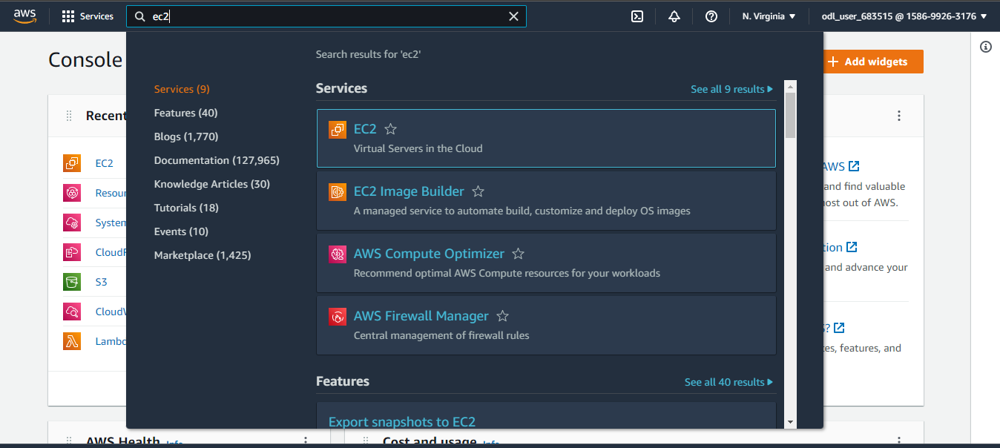 aws
Services
ec2
N. Virginia
odl_user_683515 @ 1586-9926-3176
Console
Add widgets
Search results for 'ec2'
Services (9)
Features (40)
Blogs (1,770)
Documentation (127,965)
Knowledge Articles (30)
Tutorials (18)
Events (10)
Marketplace (1,425)
Services
See all 9 results
EC2
Virtual Servers in the Cloud
EC2 Image Builder
A managed service to automate build, customize and deploy OS images
AWS Compute Optimizer
Recommend optimal AWS Compute resources for your workloads
AWS Firewall Manager
Central management of firewall rules
Features
See all 40 results
Export snapshots to EC2
Recent
EC2
Resour
System
CloudF
S3
CloudW
Lambd
AWS
and find valuable
ost out of AWS.
tion
and advance your
s?
es, features, and
AWS Health Info
Cost and usage Info